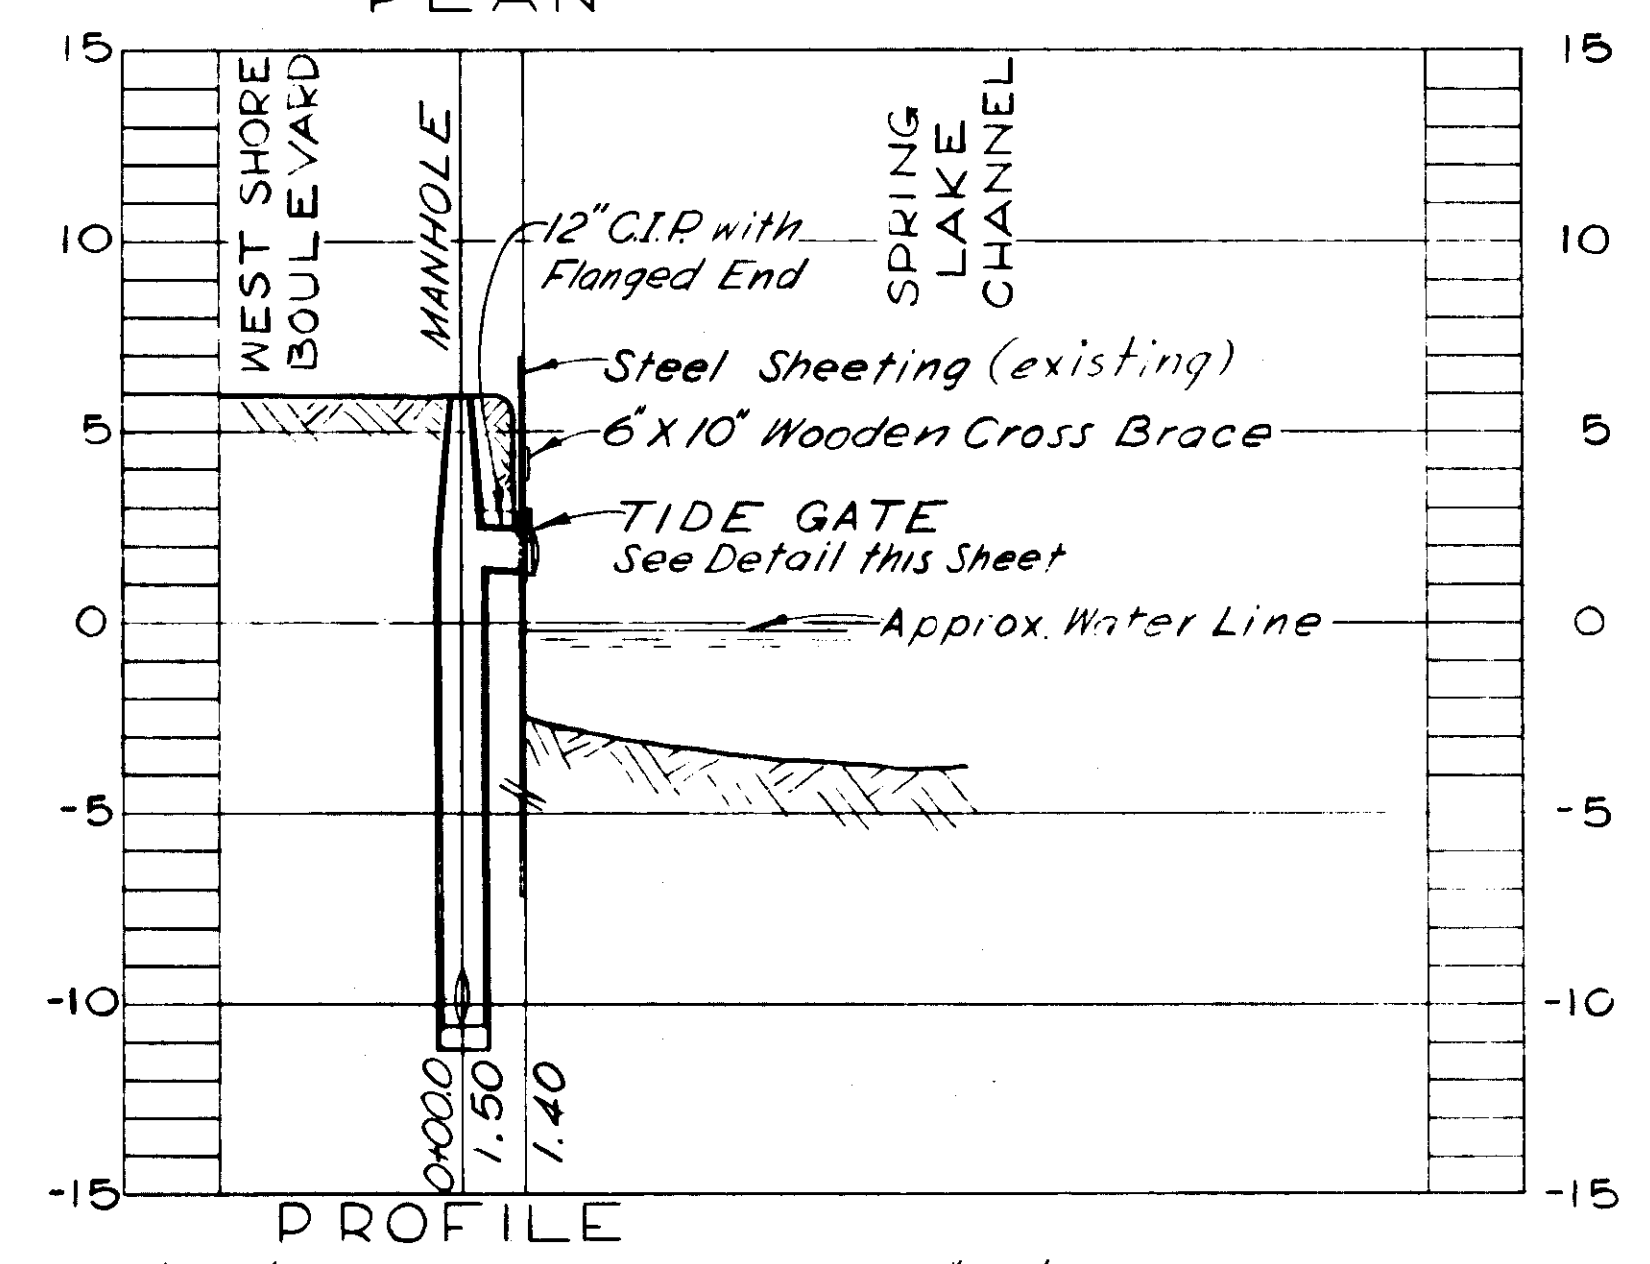 PLAN
15
15
WEST SHORE
BOULEVARD
MANHOLE
SPRING
LAKE
CHANNEL
12" C.I.P. with
Flanged End
10
10
Steel Sheeting (existing)
6" X 10" Wooden Cross Brace
5
5
TIDE GATE
See Detail this Sheet
0
Approx. Water Line
0
-5
-5
-10
-10
0+00.0
1.50
1.40
-15
-15
PROFILE